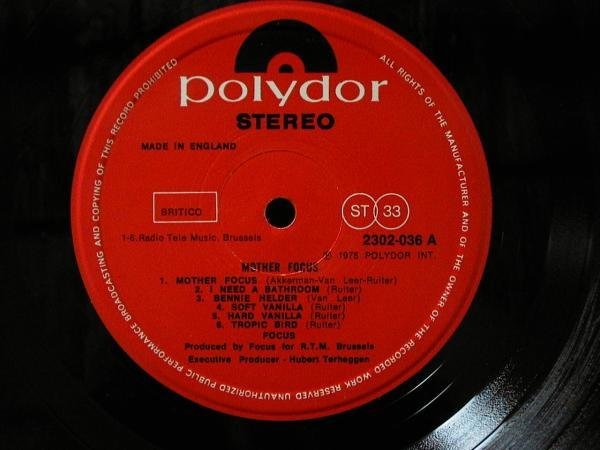 polydor
STEREO
MADE IN ENGLAND
BRITICO
ST 33
1-6.Radio Tele Music, Brussels
2302-036 A
℗ 1975 POLYDOR INT.
MOTHER FOCUS
1. MOTHER FOCUS (Akkerman-Van Leer-Ruiter)
2. I NEED A BATHROOM (Ruiter)
3. BENNIE HELDER (Van Leer)
4. SOFT VANILLA (Ruiter)
5. HARD VANILLA (Ruiter)
6. TROPIC BIRD (Ruiter)
FOCUS
Produced by Focus for R.T.M. Brussels
Executive Producer - Hubert Terheggen
ALL RIGHTS OF THE MANUFACTURER AND OF THE OWNER OF THE RECORDED WORK RESERVED UNAUTHORIZED PUBLIC PERFORMANCE BROADCASTING AND COPYING OF THIS RECORD PROHIBITED